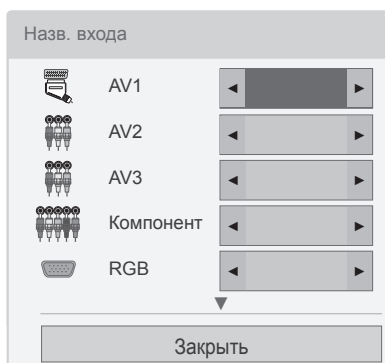 Назв. входа
AV1
AV2
AV3
Компонент
RGB
Закрыть